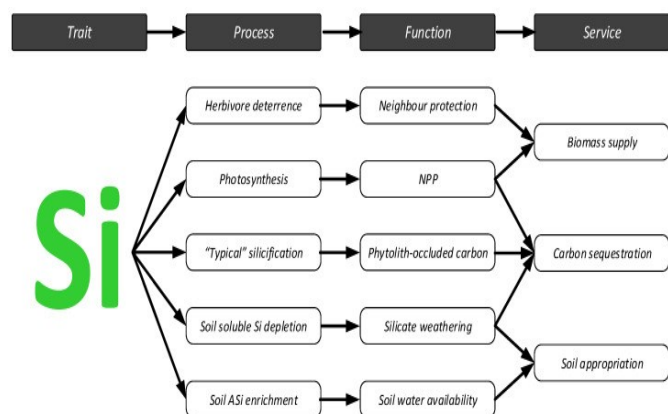 Trait Process Function Service
Herbivore deterrence Neighbour protection
Biomass supply
Photosynthesis NPP
Si
"Typical" silicification Phytolith-occluded carbon Carbon sequestration
Soil soluble Si depletion Silicate weathering
Soil appropriation
Soil ASi enrichment Soil water availability